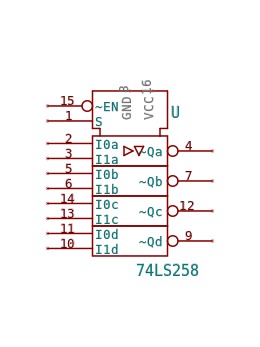 GND 8
VCC 16
15 ~EN
U
1 S
2 I0a ~Qa 4
3 I1a
5 I0b ~Qb 7
6 I1b
14 I0c ~Qc 12
13 I1c
11 I0d ~Qd 9
10 I1d
74LS258